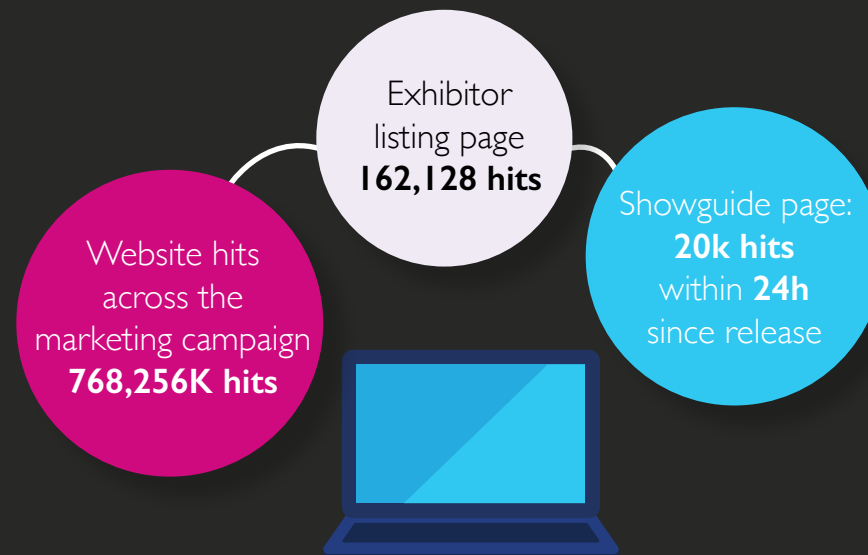 Exhibitor
listing page
162,128 hits
Website hits
across the
marketing campaign
768,256K hits
Showguide page:
20k hits
within 24h
since release